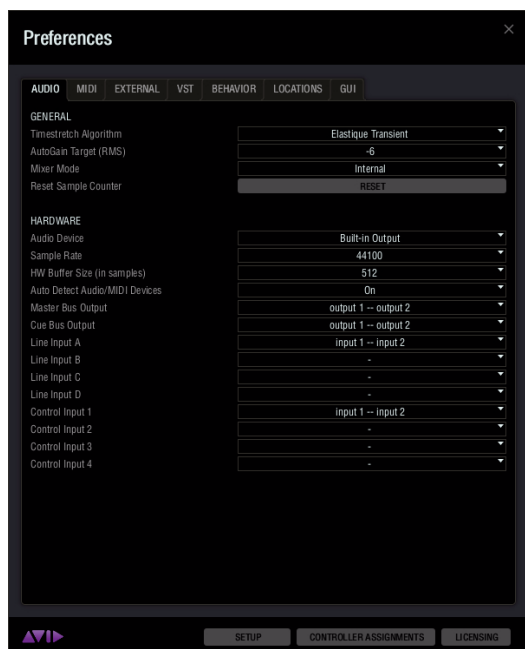 Preferences
AUDIO MIDI EXTERNAL VST BEHAVIOR LOCATIONS GUI
GENERAL
Timestretch Algorithm Elastique Transient
AutoGain Target (RMS) -6
Mixer Mode Internal
Reset Sample Counter RESET
HARDWARE
Audio Device Built-in Output
Sample Rate 44100
HW Buffer Size (in samples) 512
Auto Detect Audio/MIDI Devices On
Master Bus Output output 1 -- output 2
Cue Bus Output output 1 -- output 2
Line Input A input 1 -- input 2
Line Input B -
Line Input C -
Line Input D -
Control Input 1 input 1 -- input 2
Control Input 2 -
Control Input 3 -
Control Input 4 -
AVID SETUP CONTROLLER ASSIGNMENTS LICENSING